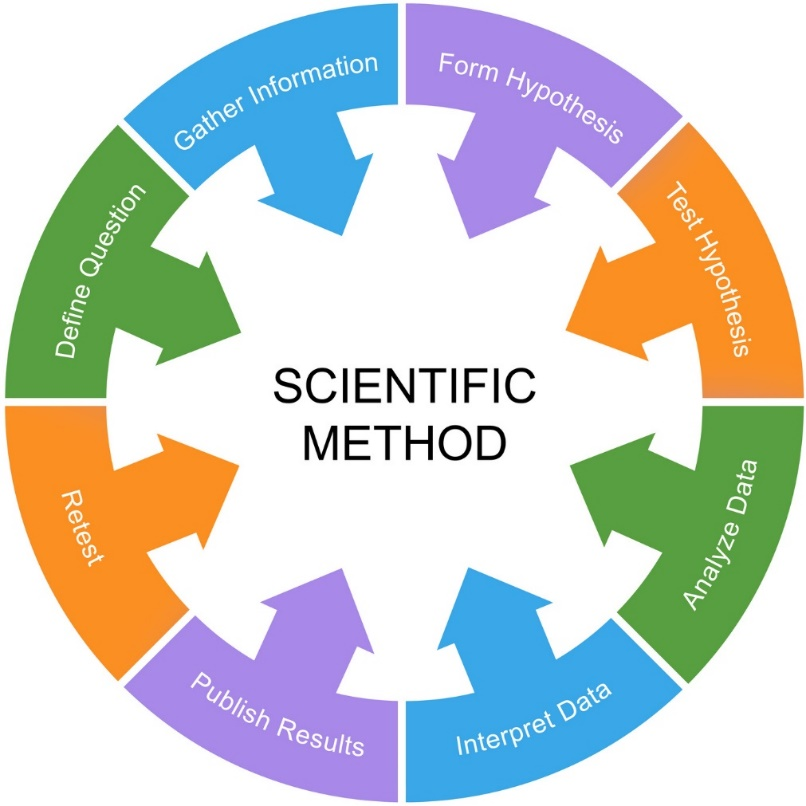 SCIENTIFIC
METHOD
Define Question
Gather Information
Form Hypothesis
Test Hypothesis
Analyze Data
Interpret Data
Publish Results
Retest